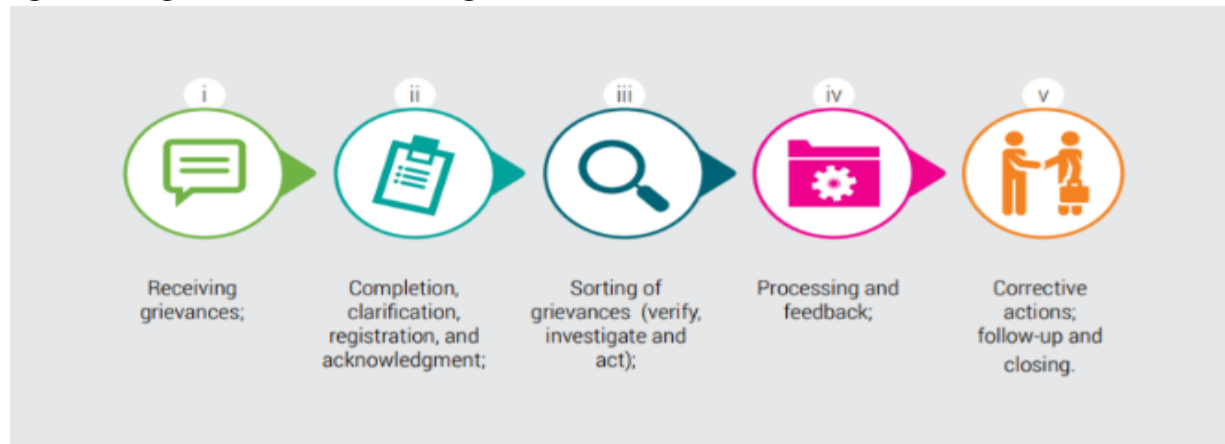 i
ii
iii
iv
v
Receiving
grievances;
Completion,
clarification,
registration, and
acknowledgment;
Sorting of
grievances (verify,
investigate and
act);
Processing and
feedback;
Corrective
actions;
follow-up and
closing.